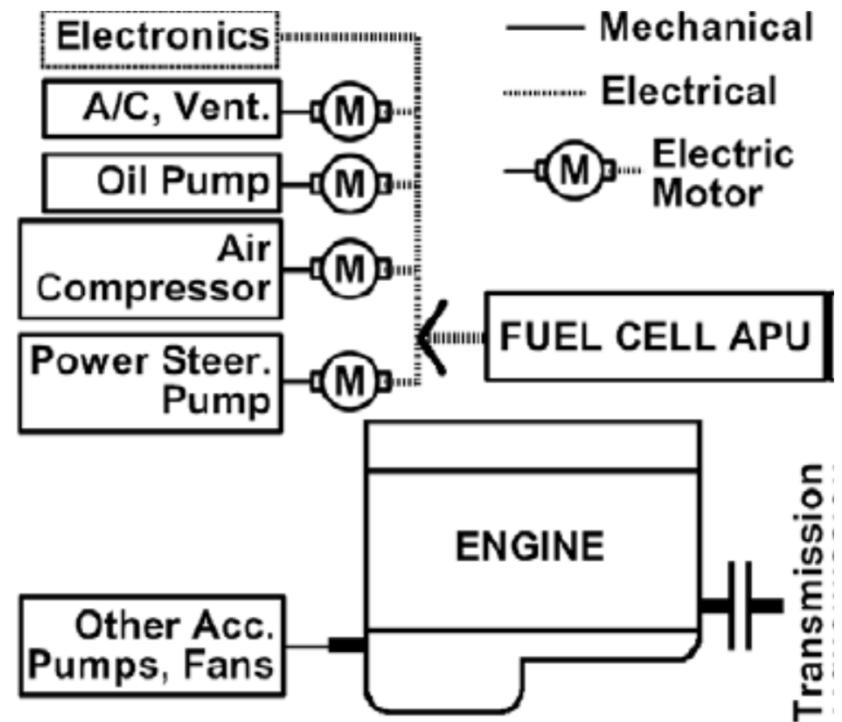 Electronics
A/C, Vent.
M
Oil Pump
M
Air
Compressor
M
Power Steer.
Pump
M
Mechanical
Electrical
M
Electric
Motor
FUEL CELL APU
ENGINE
Other Acc.
Pumps, Fans
Transmission